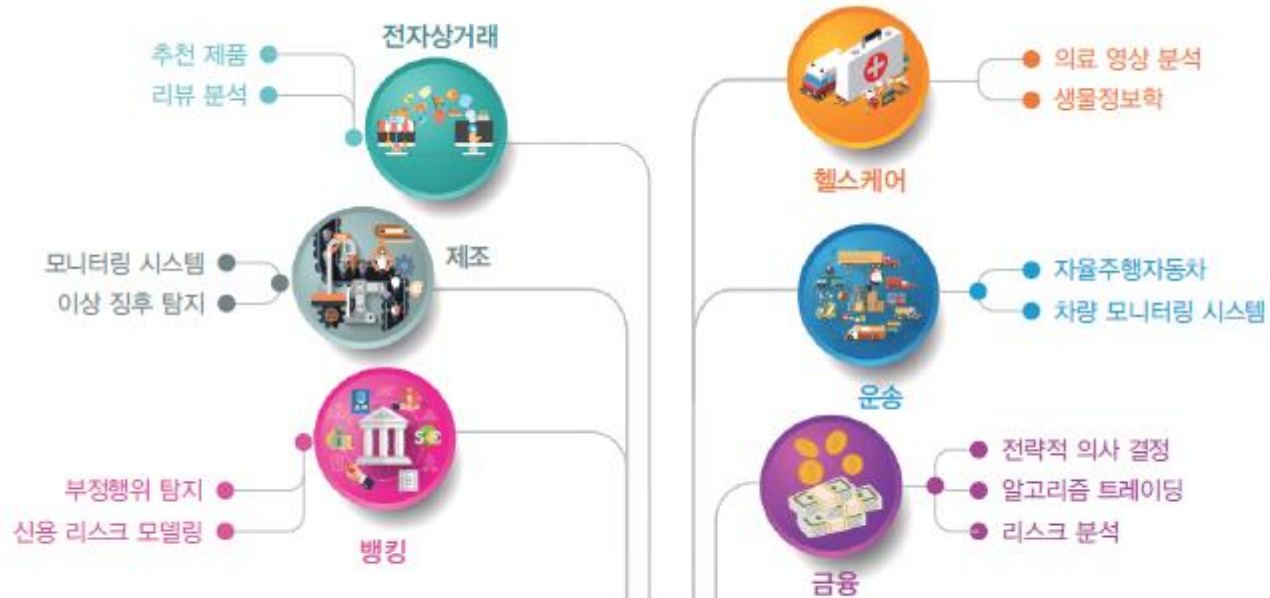 전자상거래
추천 제품
리뷰 분석
제조
모니터링 시스템
이상 징후 탐지
뱅킹
부정행위 탐지
신용 리스크 모델링
헬스케어
의료 영상 분석
생물정보학
운송
자율주행자동차
차량 모니터링 시스템
금융
전략적 의사 결정
알고리즘 트레이딩
리스크 분석